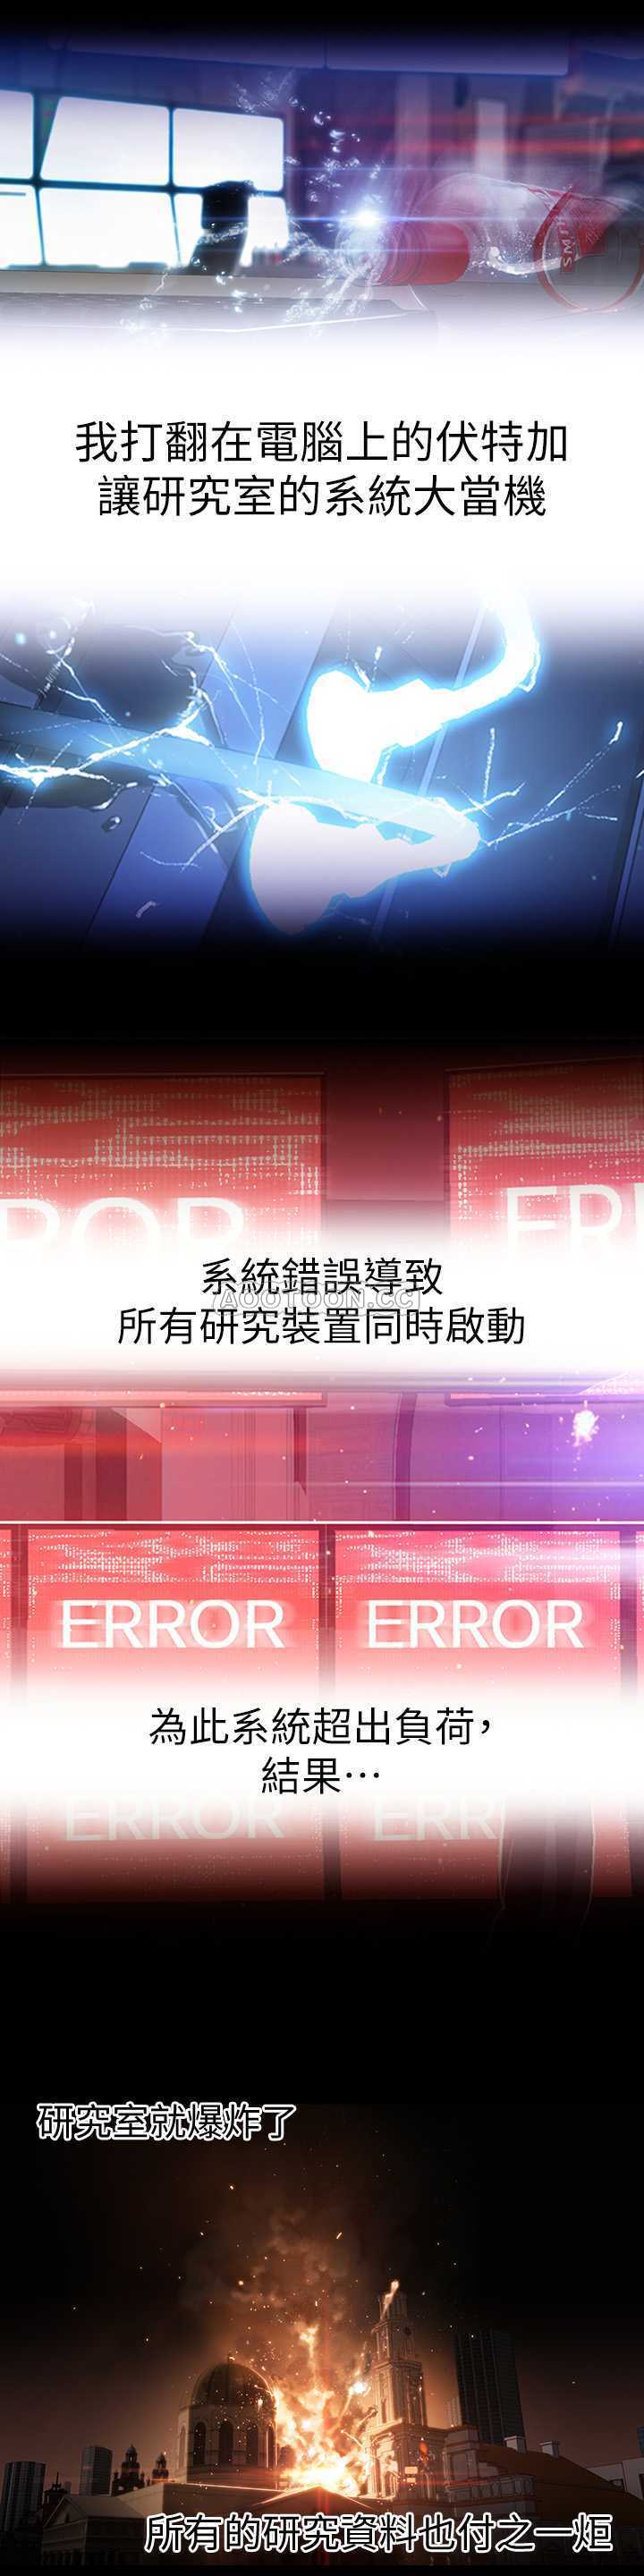 SMI
我打翻在電腦上的伏特加
讓研究室的系統大當機
ROR
ERR
系統錯誤導致
AOOTOON.CC
所有研究裝置同時啟動
ERROR
ERROR
為此系統超出負荷，
結果…
ERROR
ERR
研究室就爆炸了
所有的研究資料也付之一炬